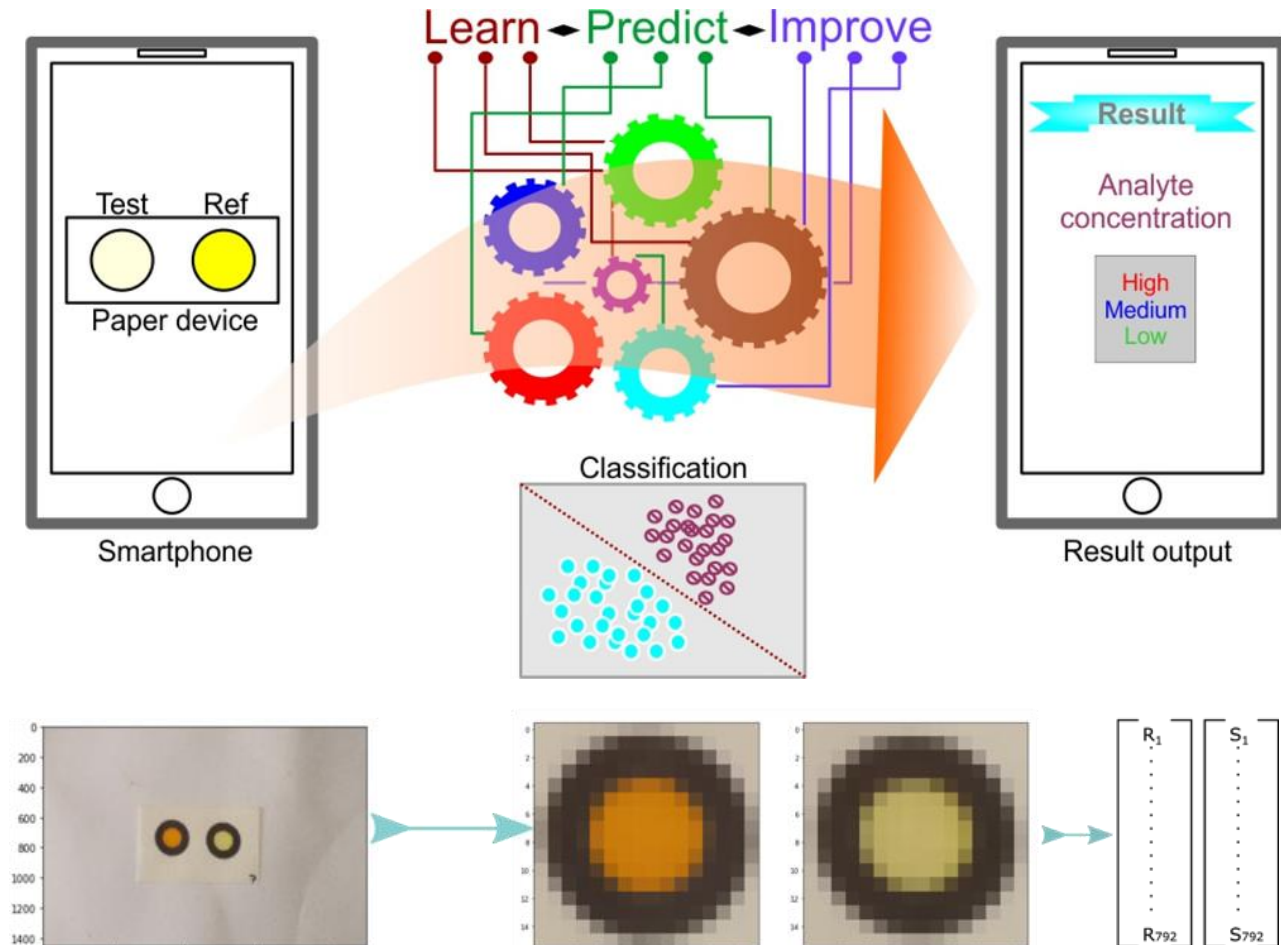 Learn Predict Improve
Test Ref
Paper device
Smartphone
Result
Analyte
concentration
High
Medium
Low
Result output
Classification
0
200
400
600
800
1000
1200
1400
0
2
4
6
8
10
12
14
0
2
4
6
8
10
12
14
R1 S1
R792 S792